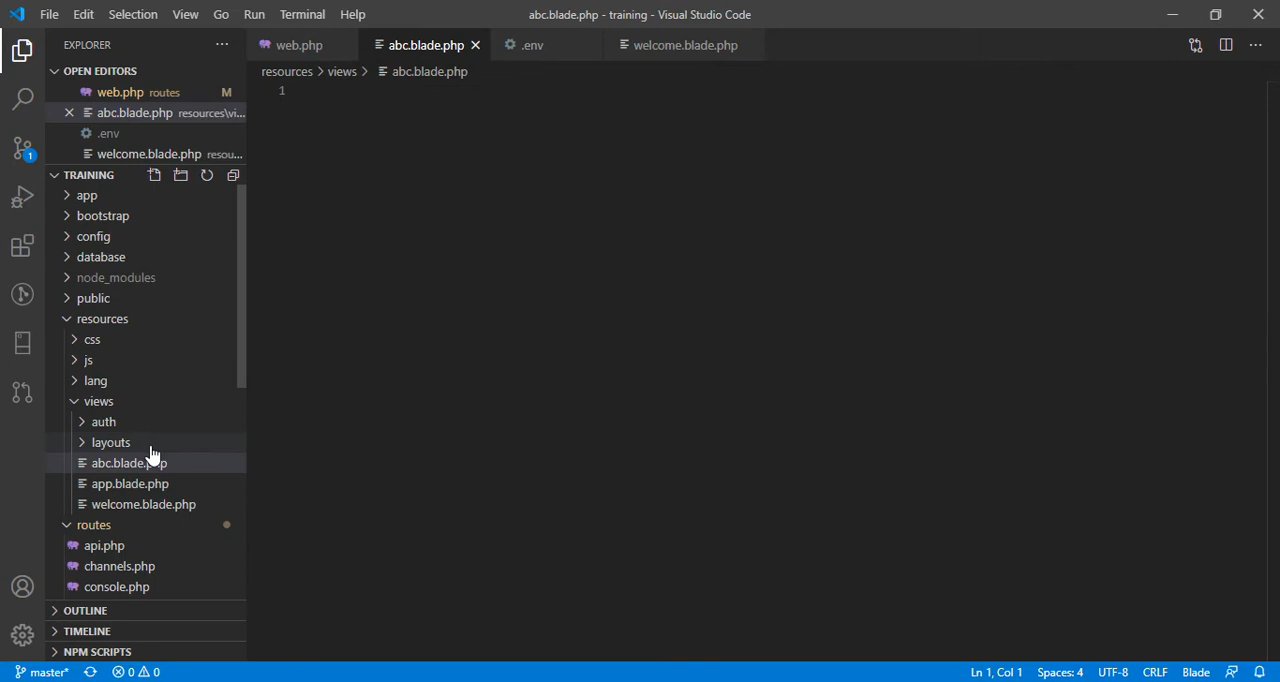 File Edit Selection View Go Run Terminal Help abc.blade.php - training - Visual Studio Code
EXPLORER ... web.php abc.blade.php .env welcome.blade.php ...
OPEN EDITORS resources > views > abc.blade.php
web.php routes M 1
abc.blade.php resources\vi...
.env
welcome.blade.php resou...
1
TRAINING
app
bootstrap
config
database
node_modules
public
resources
css
js
lang
views
auth
layouts
abc.blade.php
app.blade.php
welcome.blade.php
routes
api.php
channels.php
console.php
OUTLINE
TIMELINE
NPM SCRIPTS
master* 0 0 Ln 1, Col 1 Spaces: 4 UTF-8 CRLF Blade